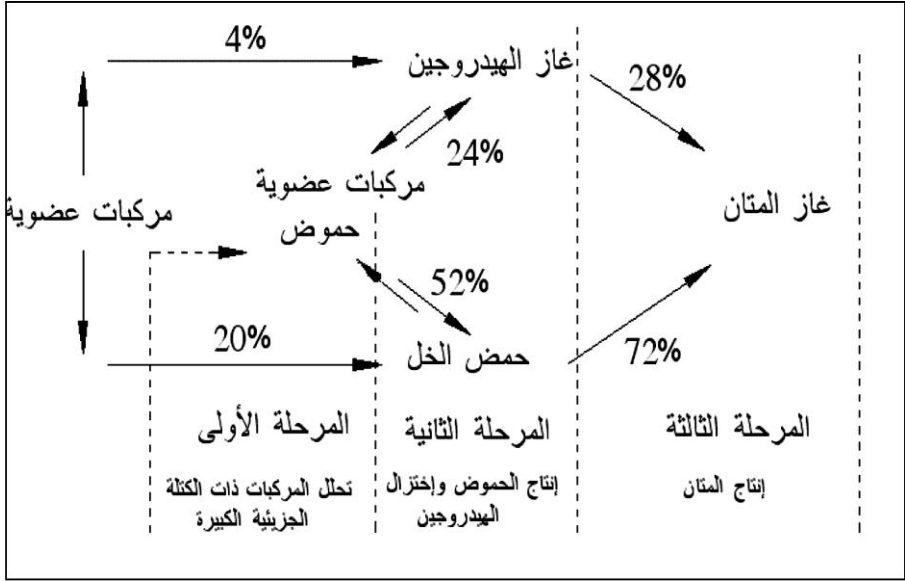 4%
غاز الهيدروجين
28%
24%
مركبات عضوية
مركبات عضوية
حموض
غاز المتان
52%
20%
حمض الخل
72%
المرحلة الأولى
المرحلة الثانية
المرحلة الثالثة
تحلل المركبات ذات الكتلة
الجزيئية الكبيرة
إنتاج الحموض وإختزال
الهيدروجين
إنتاج المتان